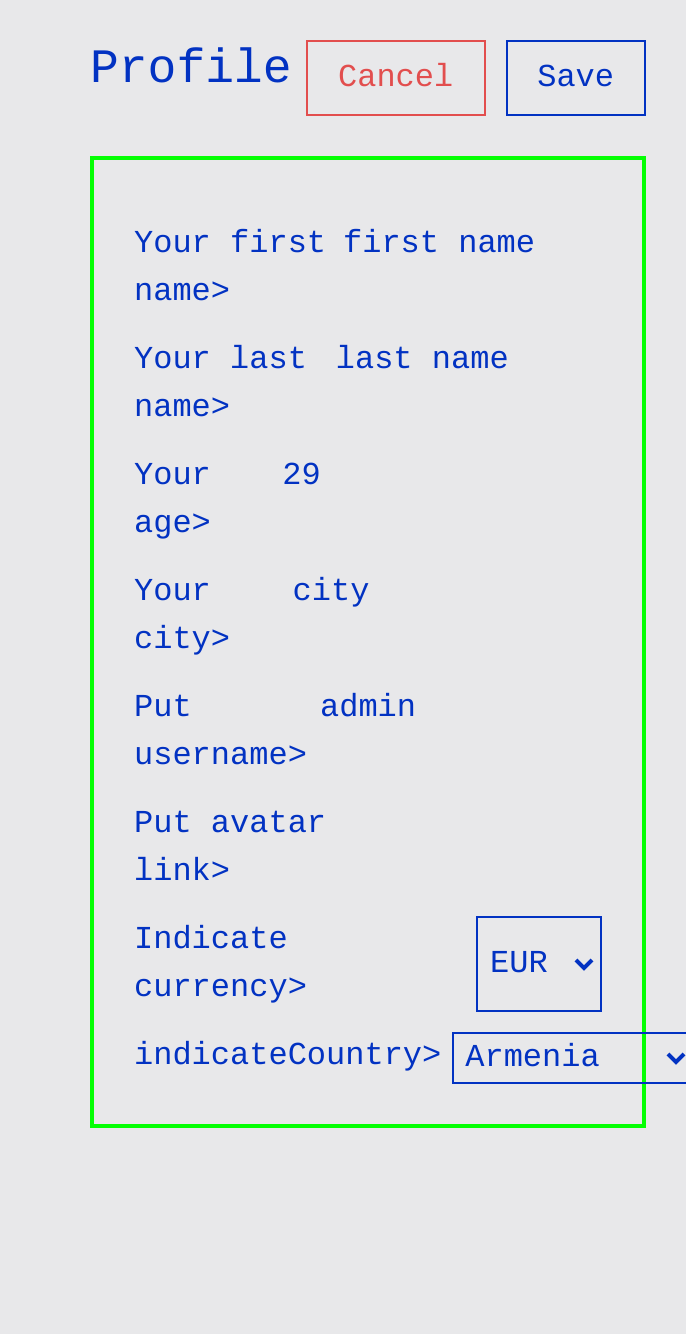 Profile Cancel Save
Your first first name
name>
Your last last name
name>
Your 29
age>
Your city
city>
Put admin
username>
Put avatar
link>
Indicate
currency> EUR
indicateCountry> Armenia